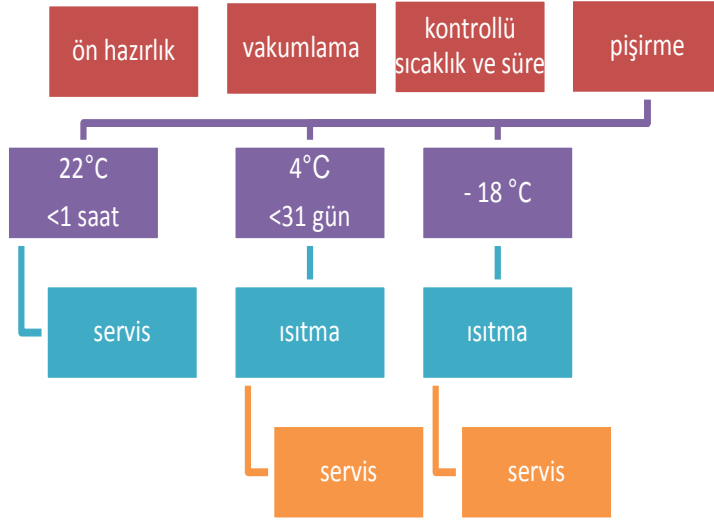 ön hazırlık
vakumlama
kontrollü
sıcaklık ve süre
pişirme
22°C
<1 saat
4°C
<31 gün
- 18 °C
servis
ısıtma
ısıtma
servis
servis